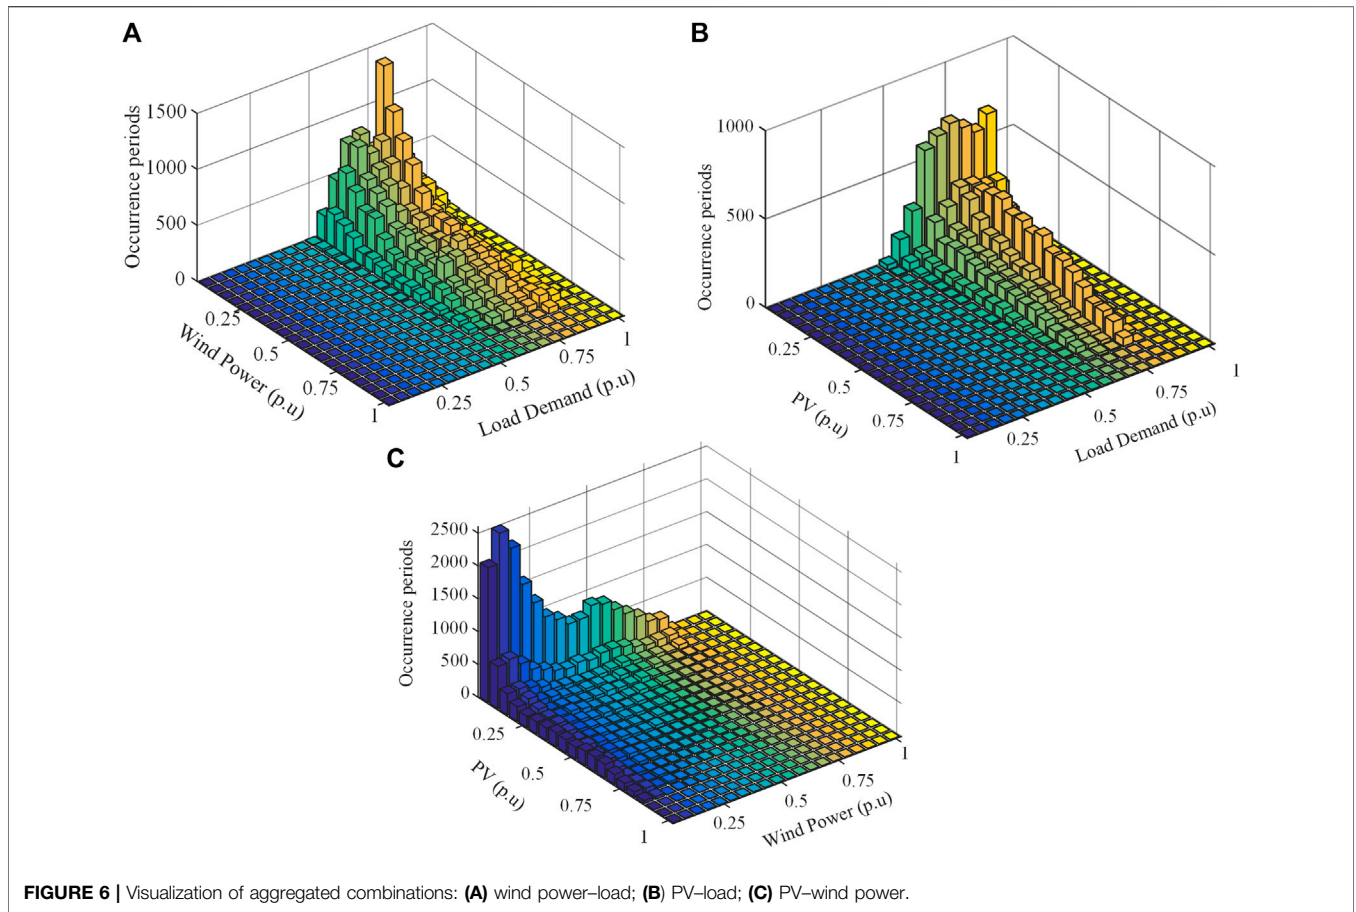 A
1500
1000
500
0
Occurrence periods
0.25
0.5
0.75
1
Wind Power (p.u)
0.25
0.5
0.75
1
Load Demand (p.u)
B
1000
500
0
Occurrence periods
0.25
0.5
0.75
1
PV (p.u)
0.25
0.5
0.75
1
Load Demand (p.u)
C
2500
2000
1500
1000
500
0
Occurrence periods
0.25
0.5
0.75
1
PV (p.u)
0.25
0.5
0.75
1
Wind Power (p.u)
FIGURE 6 | Visualization of aggregated combinations: (A) wind power–load; (B) PV–load; (C) PV–wind power.